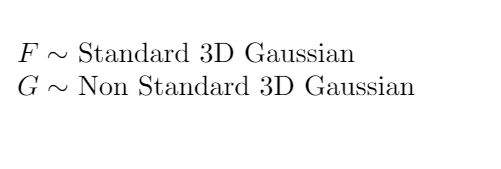 F ∼ Standard 3D Gaussian
G ∼ Non Standard 3D Gaussian